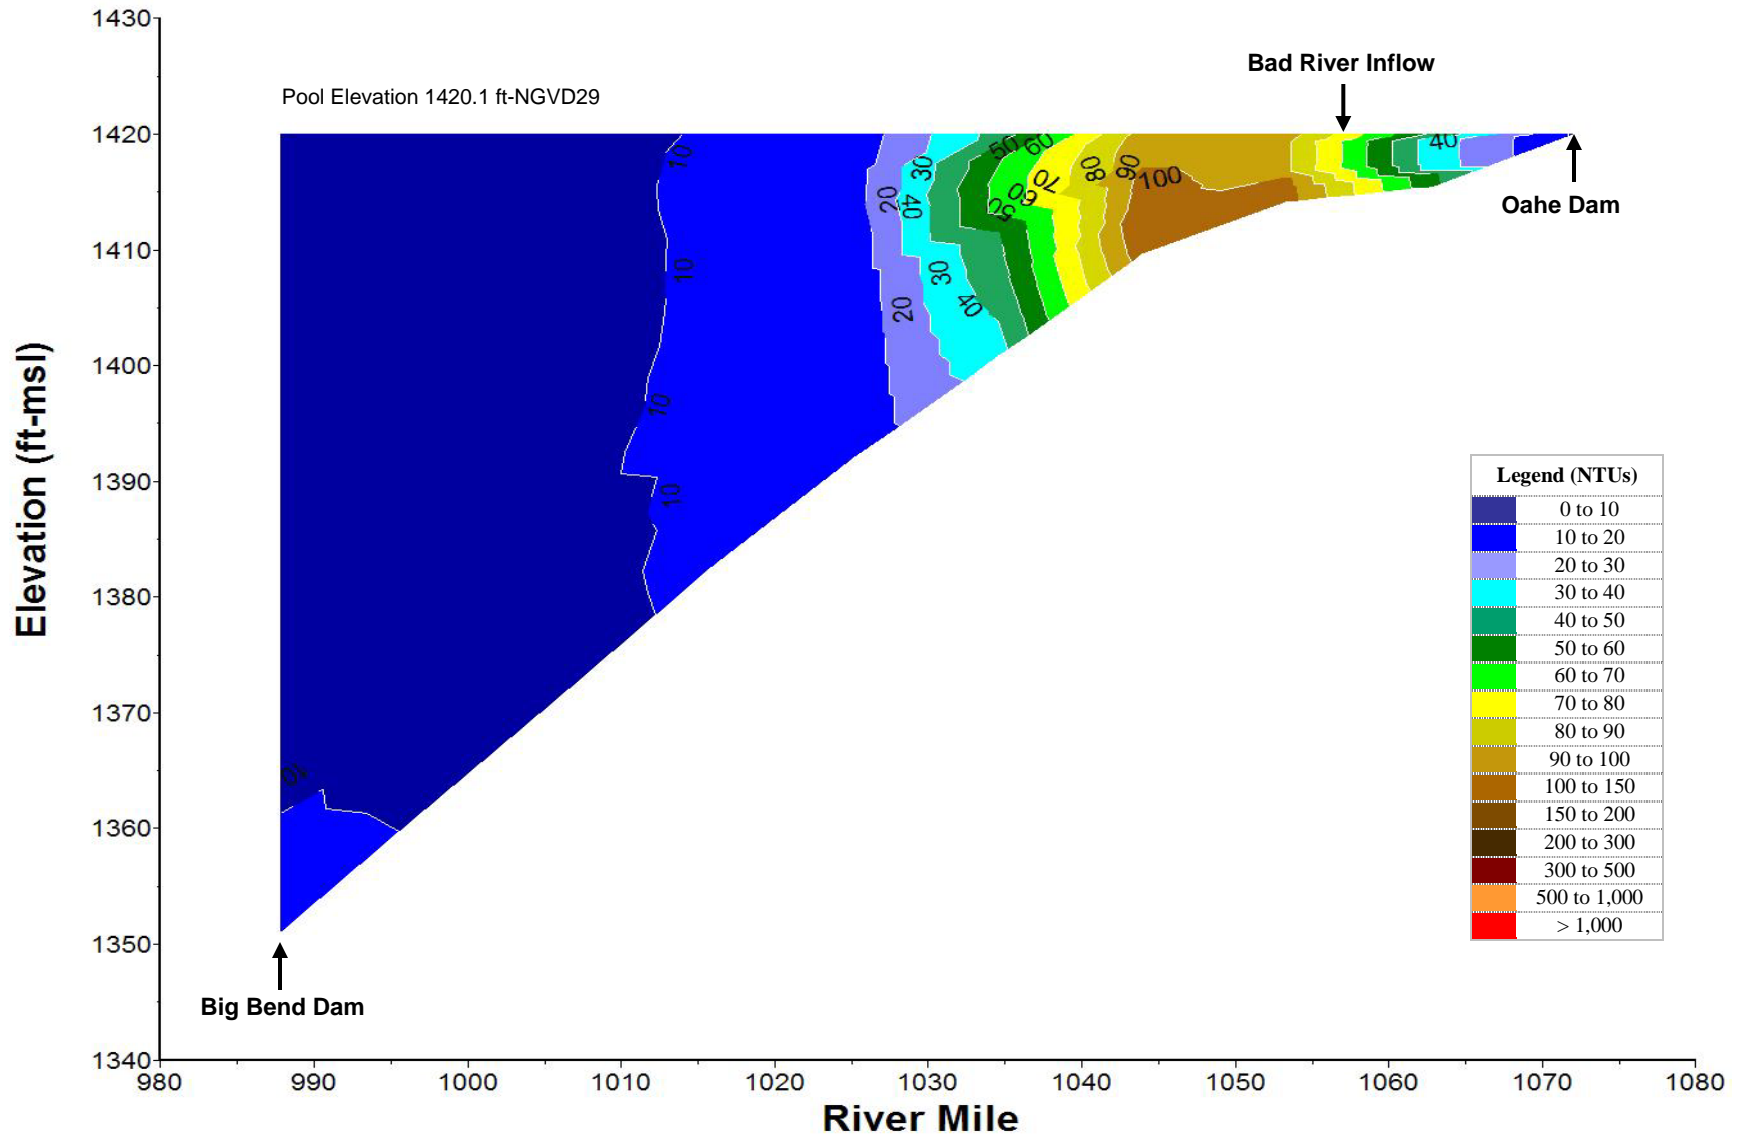 1430
Bad River Inflow
Pool Elevation 1420.1 ft-NGVD29
1420
Oahe Dam
1410
1400
1390
1380
1370
1360
1350
1340
Elevation (ft-msl)
10
10
10
10
10
20
20
30
30
40
40
50
60
50
60
70
80
90
100
40
Legend (NTUs)
0 to 10
10 to 20
20 to 30
30 to 40
40 to 50
50 to 60
60 to 70
70 to 80
80 to 90
90 to 100
100 to 150
150 to 200
200 to 300
300 to 500
500 to 1,000
> 1,000
Big Bend Dam
980 990 1000 1010 1020 1030 1040 1050 1060 1070 1080
River Mile